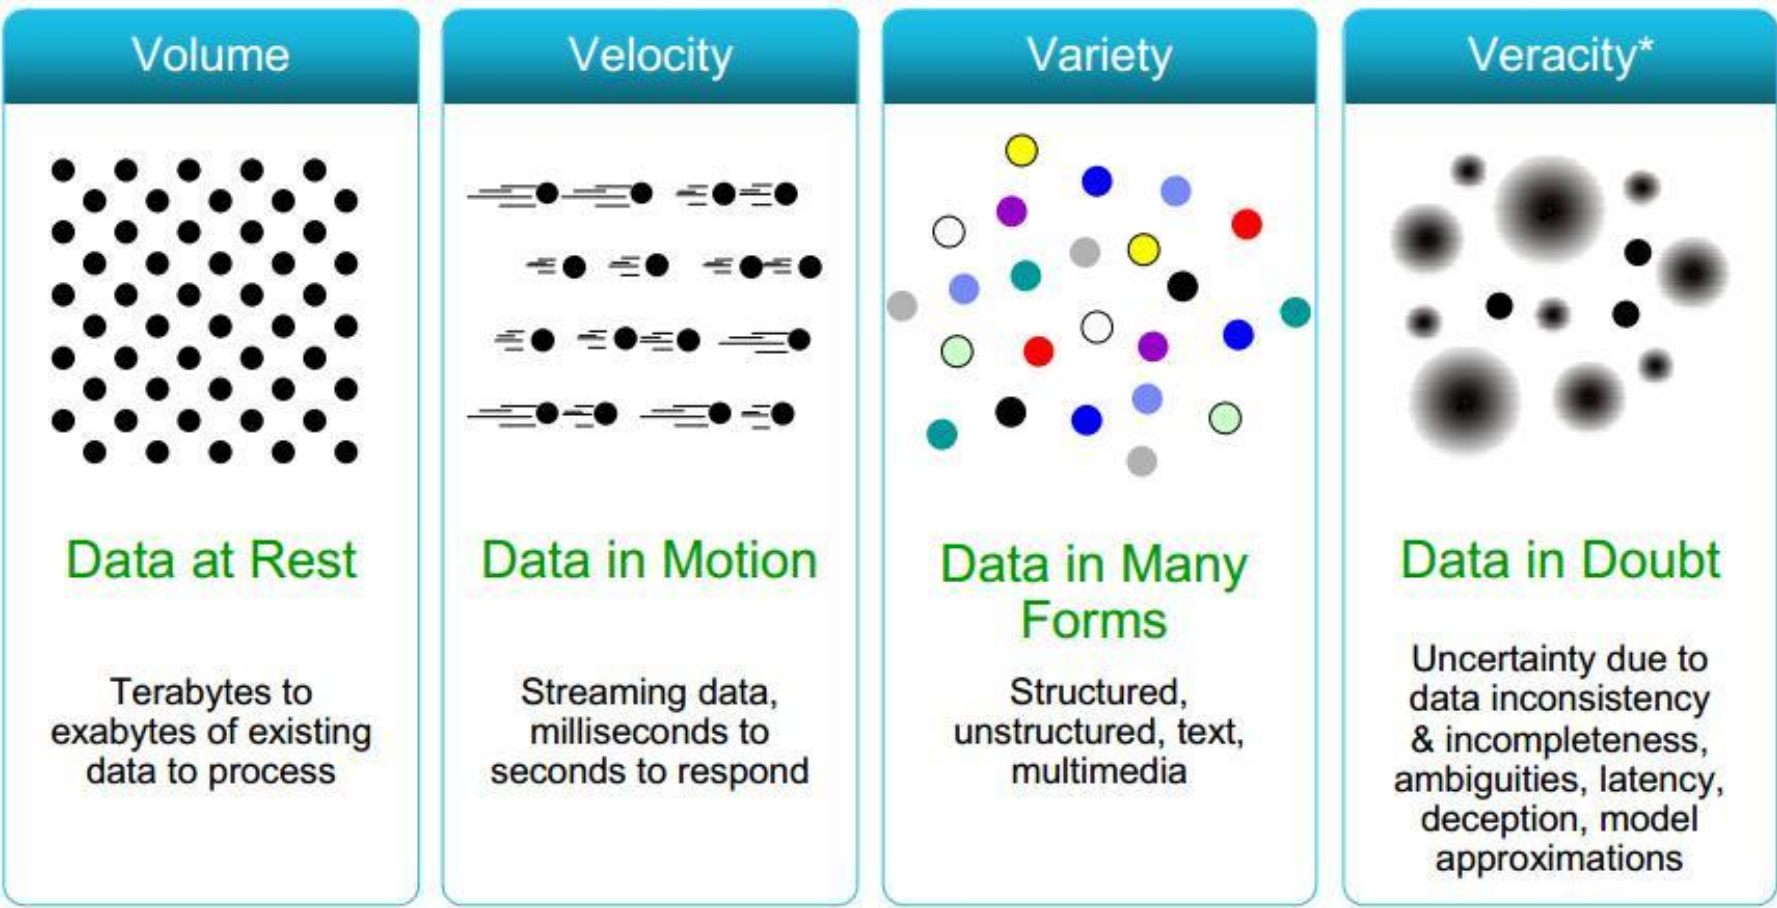 Volume
Data at Rest
Terabytes to
exabytes of existing
data to process
Velocity
Data in Motion
Streaming data,
milliseconds to
seconds to respond
Variety
Data in Many
Forms
Structured,
unstructured, text,
multimedia
Veracity*
Data in Doubt
Uncertainty due to
data inconsistency
& incompleteness,
ambiguities, latency,
deception, model
approximations